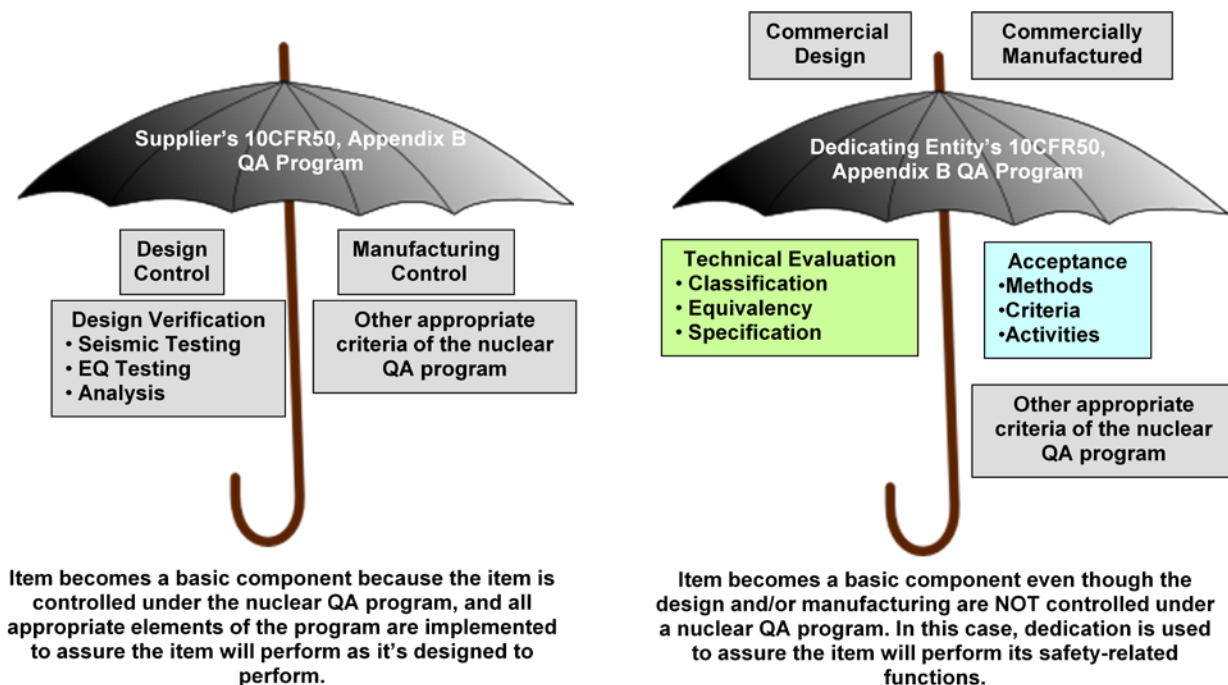 Supplier's 10CFR50, Appendix B
QA Program
Design
Control
Manufacturing
Control
Design Verification
• Seismic Testing
• EQ Testing
• Analysis
Other appropriate
criteria of the nuclear
QA program
Item becomes a basic component because the item is
controlled under the nuclear QA program, and all
appropriate elements of the program are implemented
to assure the item will perform as it's designed to
perform.
Commercial
Design
Commercially
Manufactured
Dedicating Entity's 10CFR50,
Appendix B QA Program
Technical Evaluation
• Classification
• Equivalency
• Specification
Acceptance
•Methods
•Criteria
•Activities
Other appropriate
criteria of the nuclear
QA program
Item becomes a basic component even though the
design and/or manufacturing are NOT controlled under
a nuclear QA program. In this case, dedication is used
to assure the item will perform its safety-related
functions.